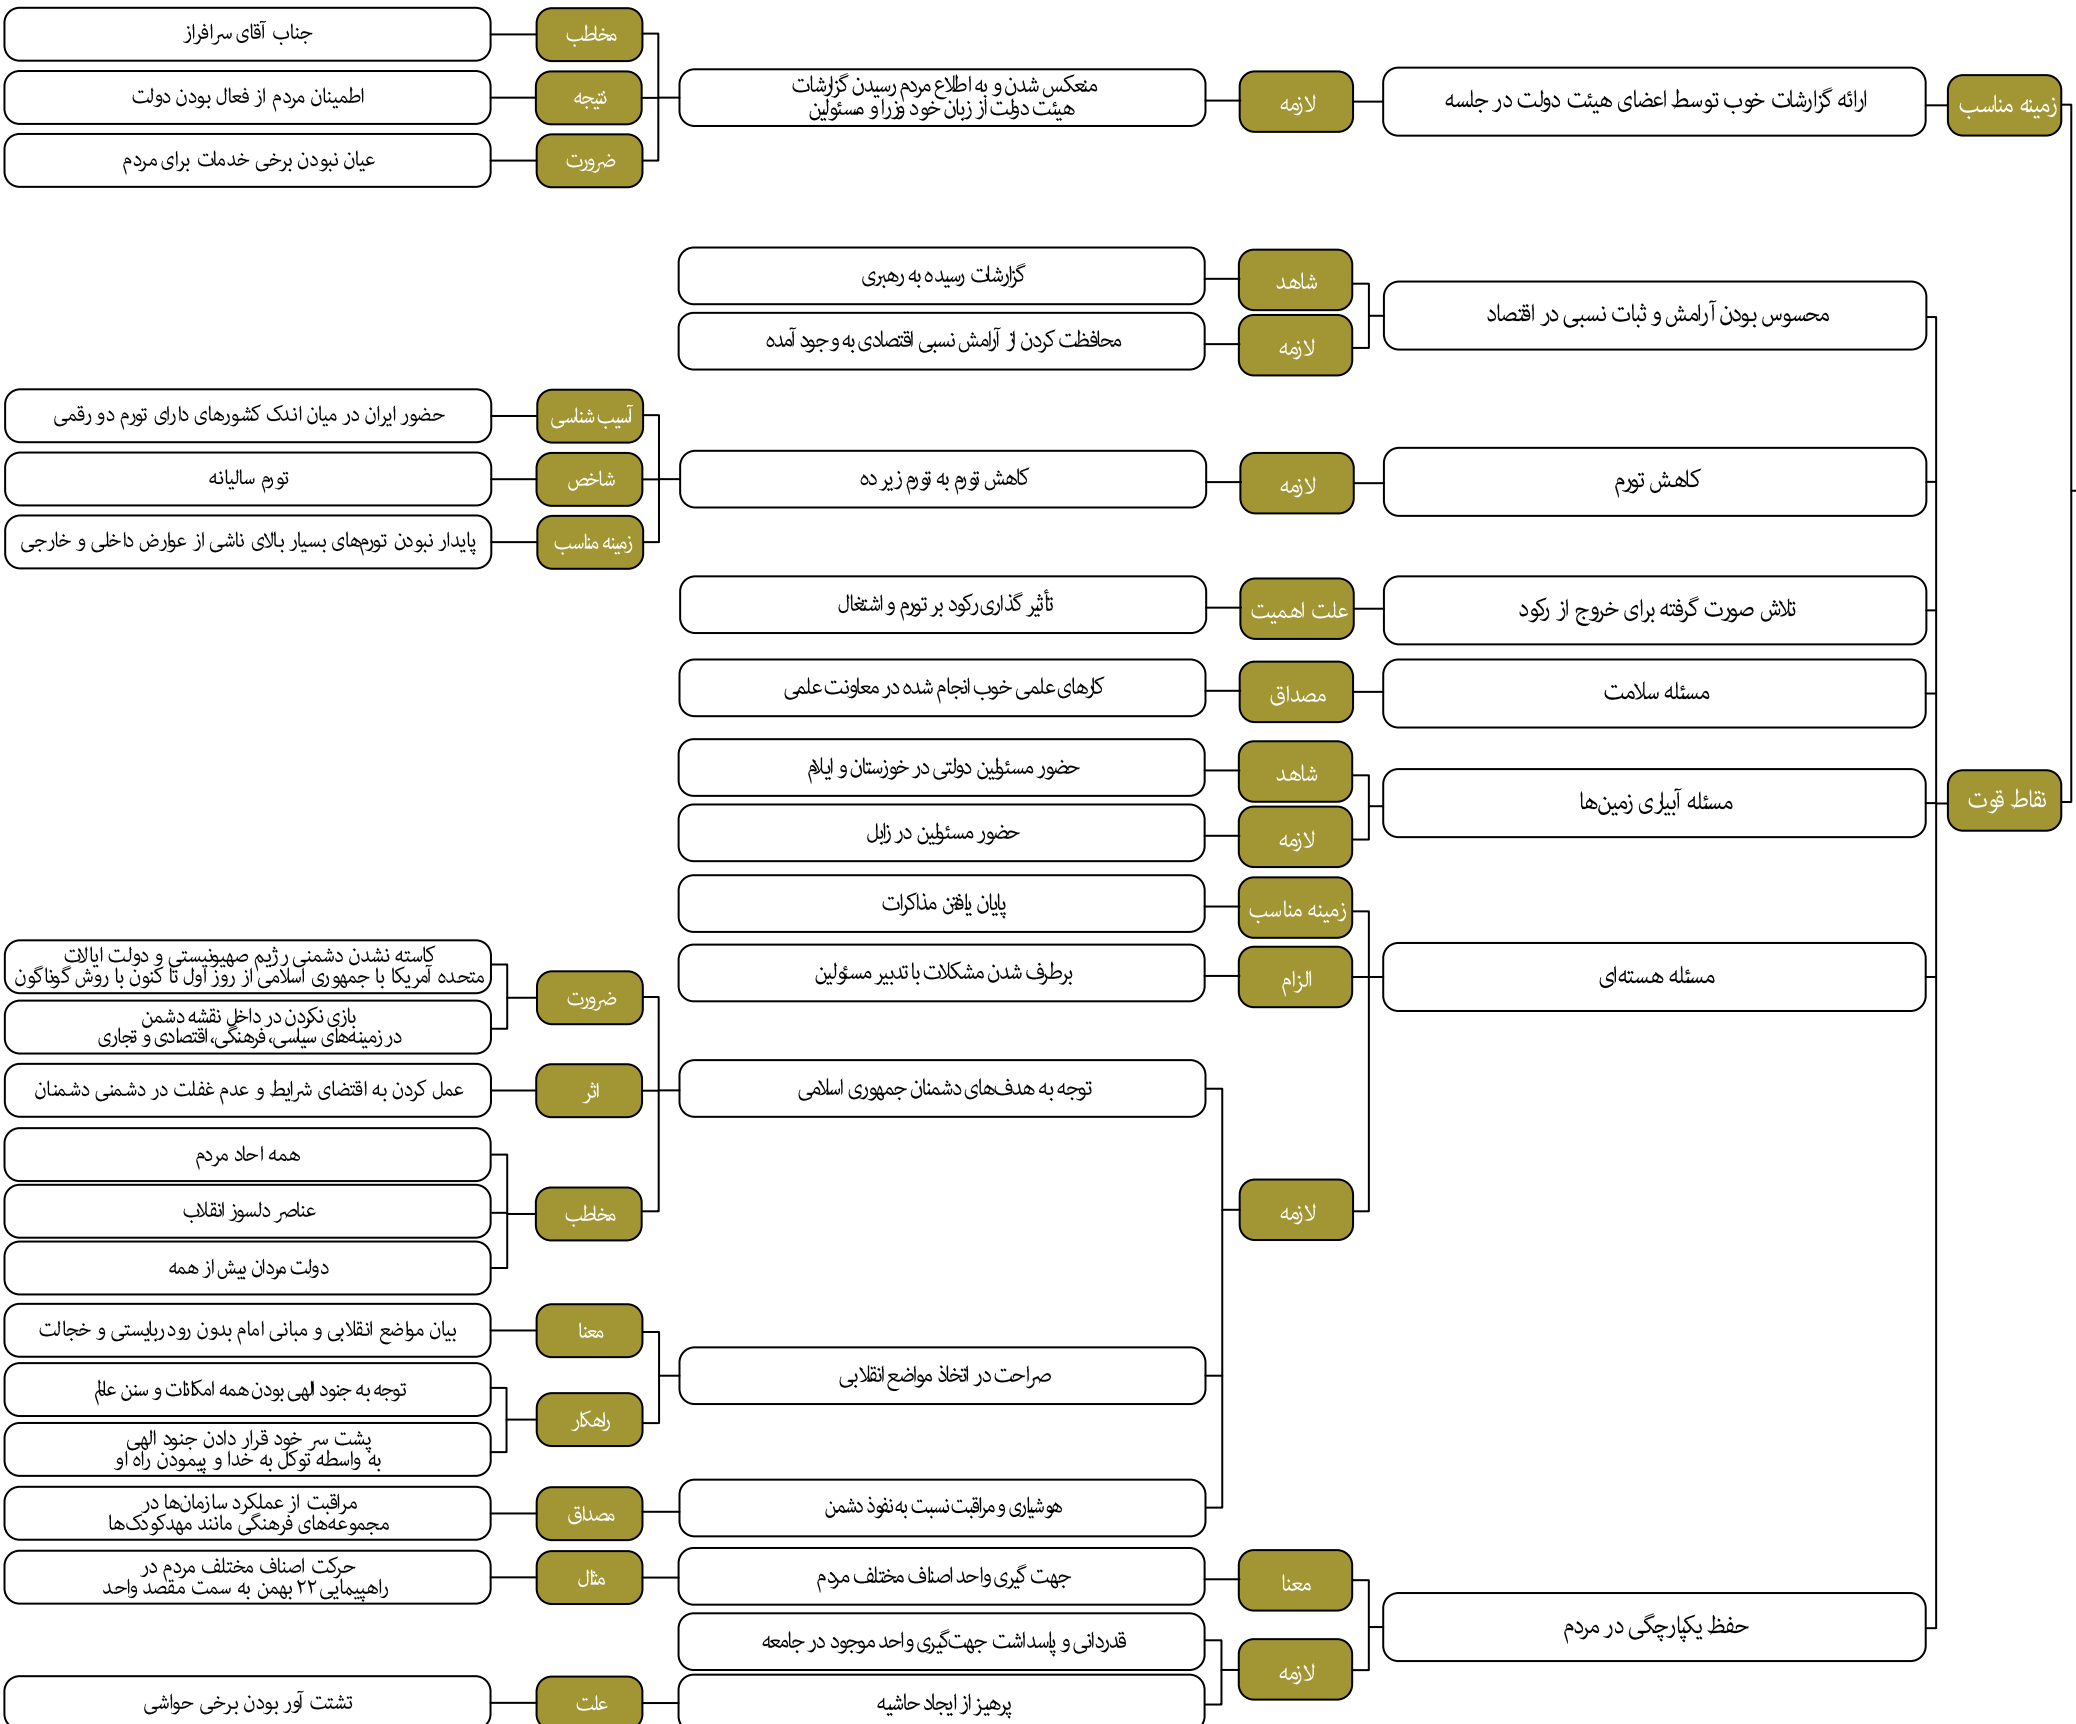 زمینه مناسب
ارائه گزارشات خوب توسط اعضای هیئت دولت در جلسه
لازمه
منعکس شدن و به اطلاع مردم رسیدن گزارشات
هیئت دولت از زبان خود وزرا و مسئولین
مخاطب
جناب آقای سرافراز
نتیجه
اطمینان مردم از فعال بودن دولت
ضرورت
عیان نبودن برخی خدمات برای مردم
نقاط قوت
محسوس بودن آرامش و ثبات نسبی در اقتصاد
شاهد
گزارشات رسیده به رهبری
لازمه
محافظت کردن از آرامش نسبی اقتصادی به وجود آمده
کاهش تورم
لازمه
کاهش تورم به تورم زیر ده
آسیب شناسی
حضور ایران در میان اندک کشورهای دارای تورم دو رقمی
شاخص
تورم سالیانه
زمینه مناسب
پایدار نبودن تورم‌های بسیار بالای ناشی از عوارض داخلی و خارجی
تلاش صورت گرفته برای خروج از رکود
علت اهمیت
تأثیر گذاری رکود بر تورم و اشتغال
مسئله سلامت
مصداق
کارهای علمی خوب انجام شده در معاونت علمی
مسئله آبیاری زمین‌ها
شاهد
حضور مسئولین دولتی در خوزستان و ایلام
لازمه
حضور مسئولین در زابل
مسئله هسته‌ای
زمینه مناسب
پایان یافتن مذاکرات
الزام
برطرف شدن مشکلات با تدبیر مسئولین
لازمه
توجه به هدف‌های دشمنان جمهوری اسلامی
ضرورت
کاسته نشدن دشمنی رژیم صهیونیستی و دولت ایالات
متحده آمریکا با جمهوری اسلامی از روز اول تا کنون با روش گوناگون
بازی نکردن در داخل نقشه دشمن
در زمینه‌های سیاسی، فرهنگی، اقتصادی و تجاری
اثر
عمل کردن به اقتضای شرایط و عدم غفلت در دشمنی دشمنان
مخاطب
همه احاد مردم
عناصر دلسوز انقلاب
دولت مردان بیش از همه
صراحت در اتخاذ مواضع انقلابی
معنا
بیان مواضع انقلابی و مبانی امام بدون رودربایستی و خجالت
راهکار
توجه به جنود الهی بودن همه امکانات و سنن عالم
پشت سر خود قرار دادن جنود الهی
به واسطه توکل به خدا و پیمودن راه او
هوشیاری و مراقبت نسبت به نفوذ دشمن
مصداق
مراقبت از عملکرد سازمان‌ها در
مجموعه‌های فرهنگی مانند مهدکودک‌ها
حفظ یکپارچگی در مردم
معنا
جهت گیری واحد اصناف مختلف مردم
مثال
حرکت اصناف مختلف مردم در
راهپیمایی ۲۲ بهمن به سمت مقصد واحد
لازمه
قدردانی و پاسداشت جهت‌گیری واحد موجود در جامعه
پرهیز از ایجاد حاشیه
علت
تشتت آور بودن برخی حواشی